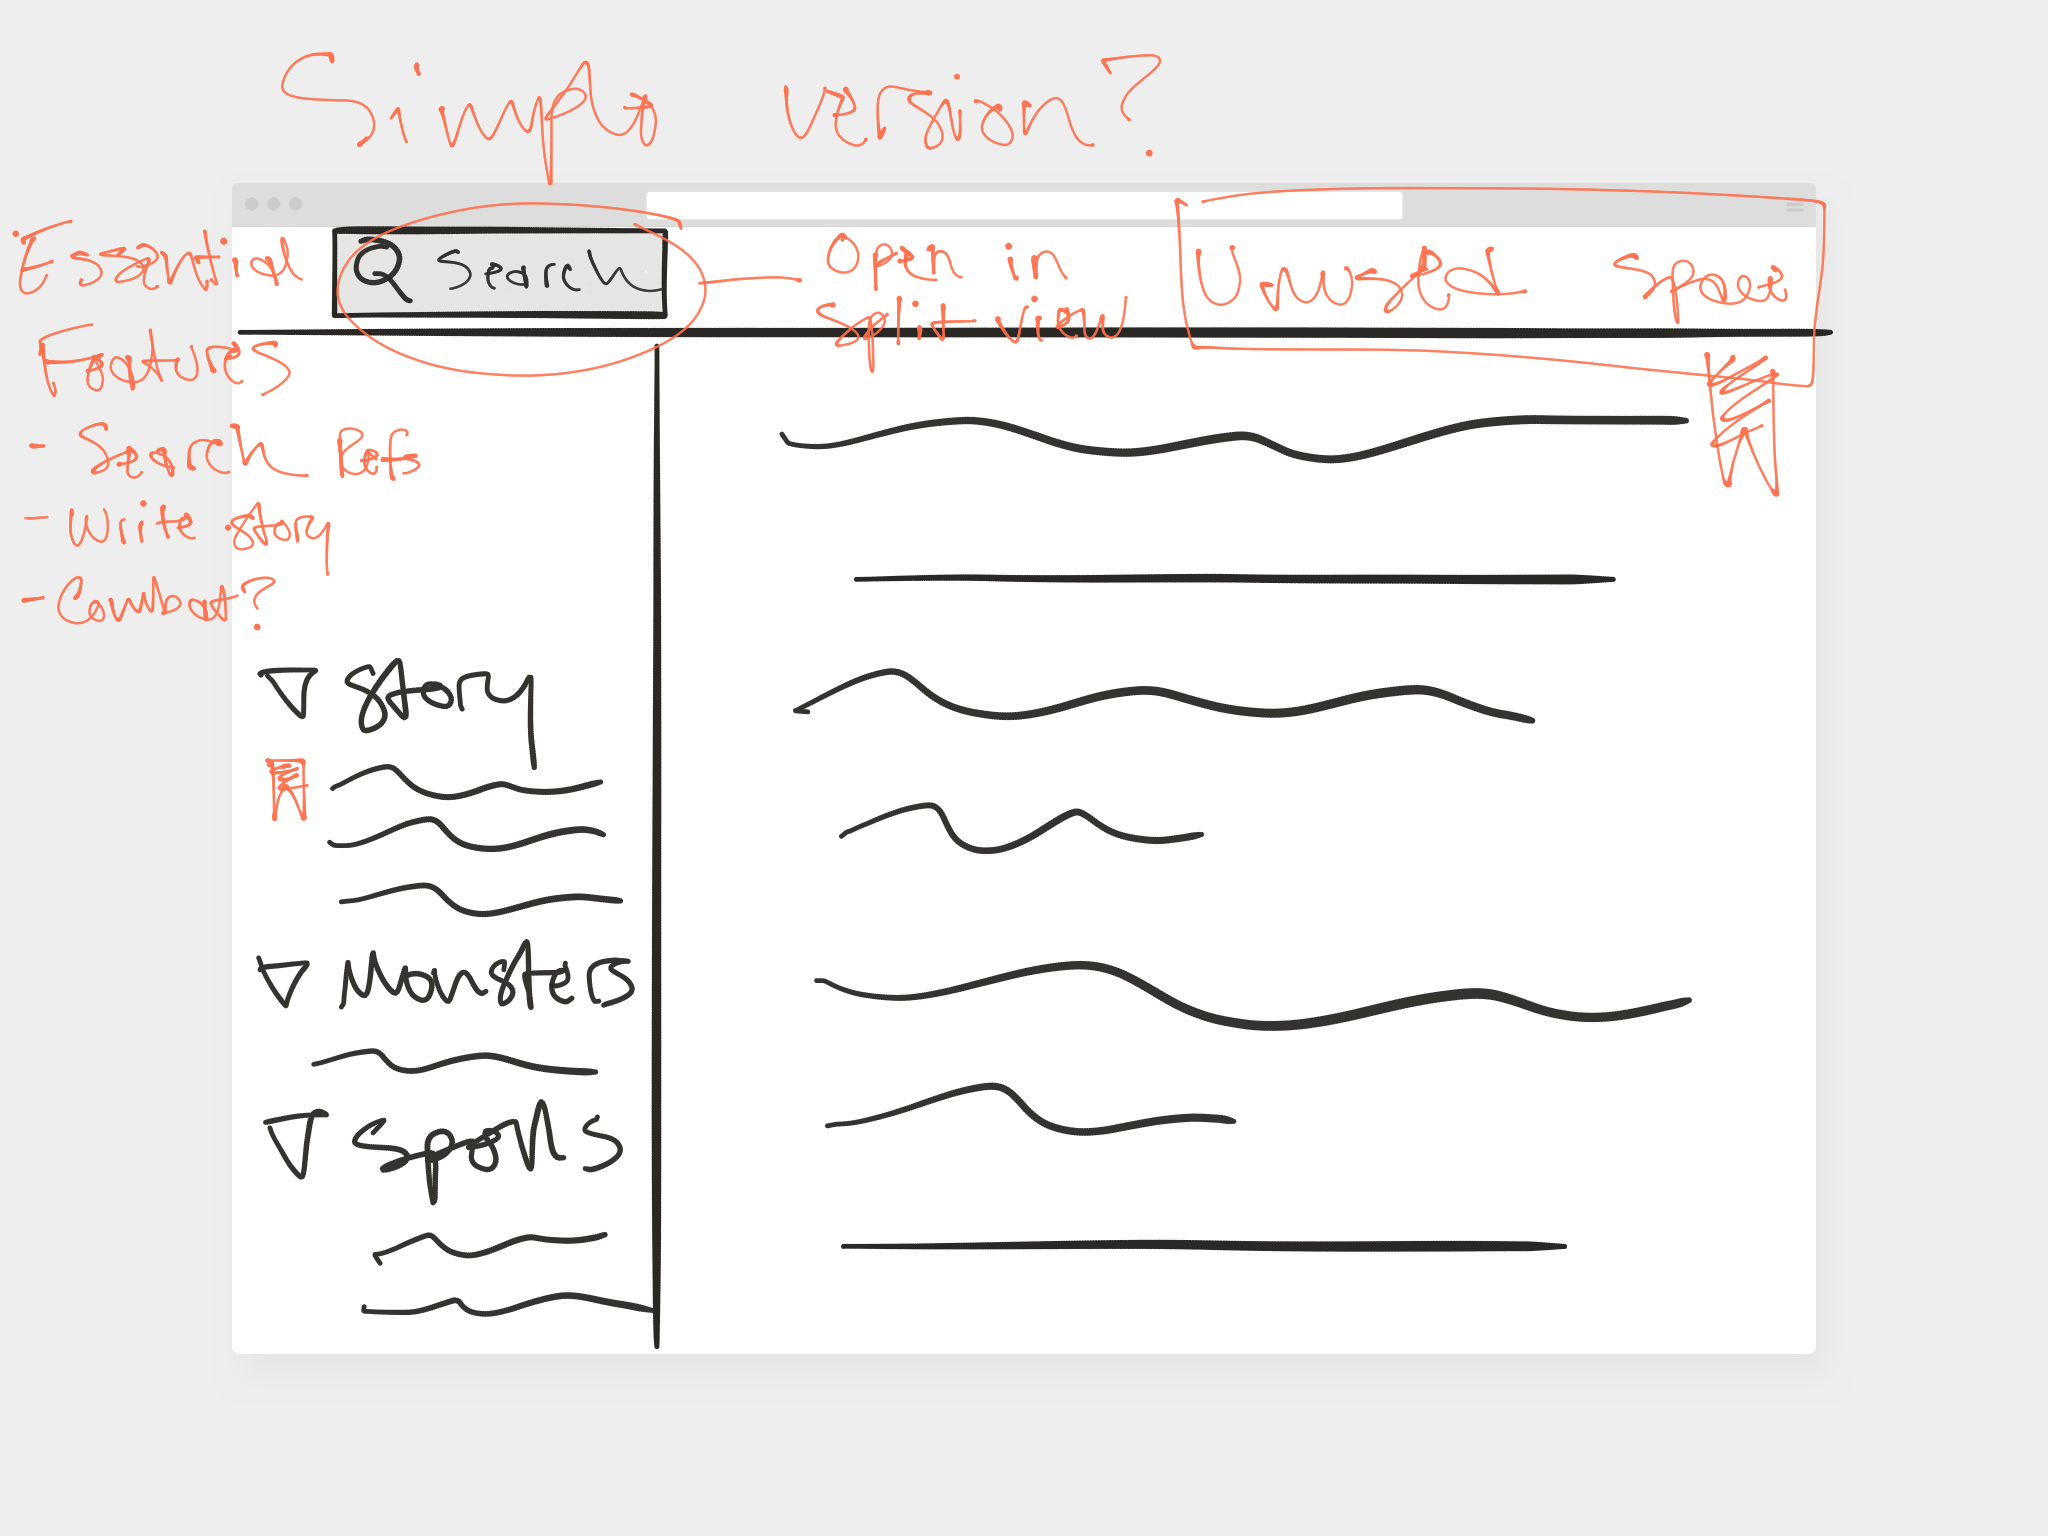 Simple version?
Essential
Features
- Search Refs
- Write story
- Combat?
Search
Open in
split view
Unused space
Story
Monsters
Spells